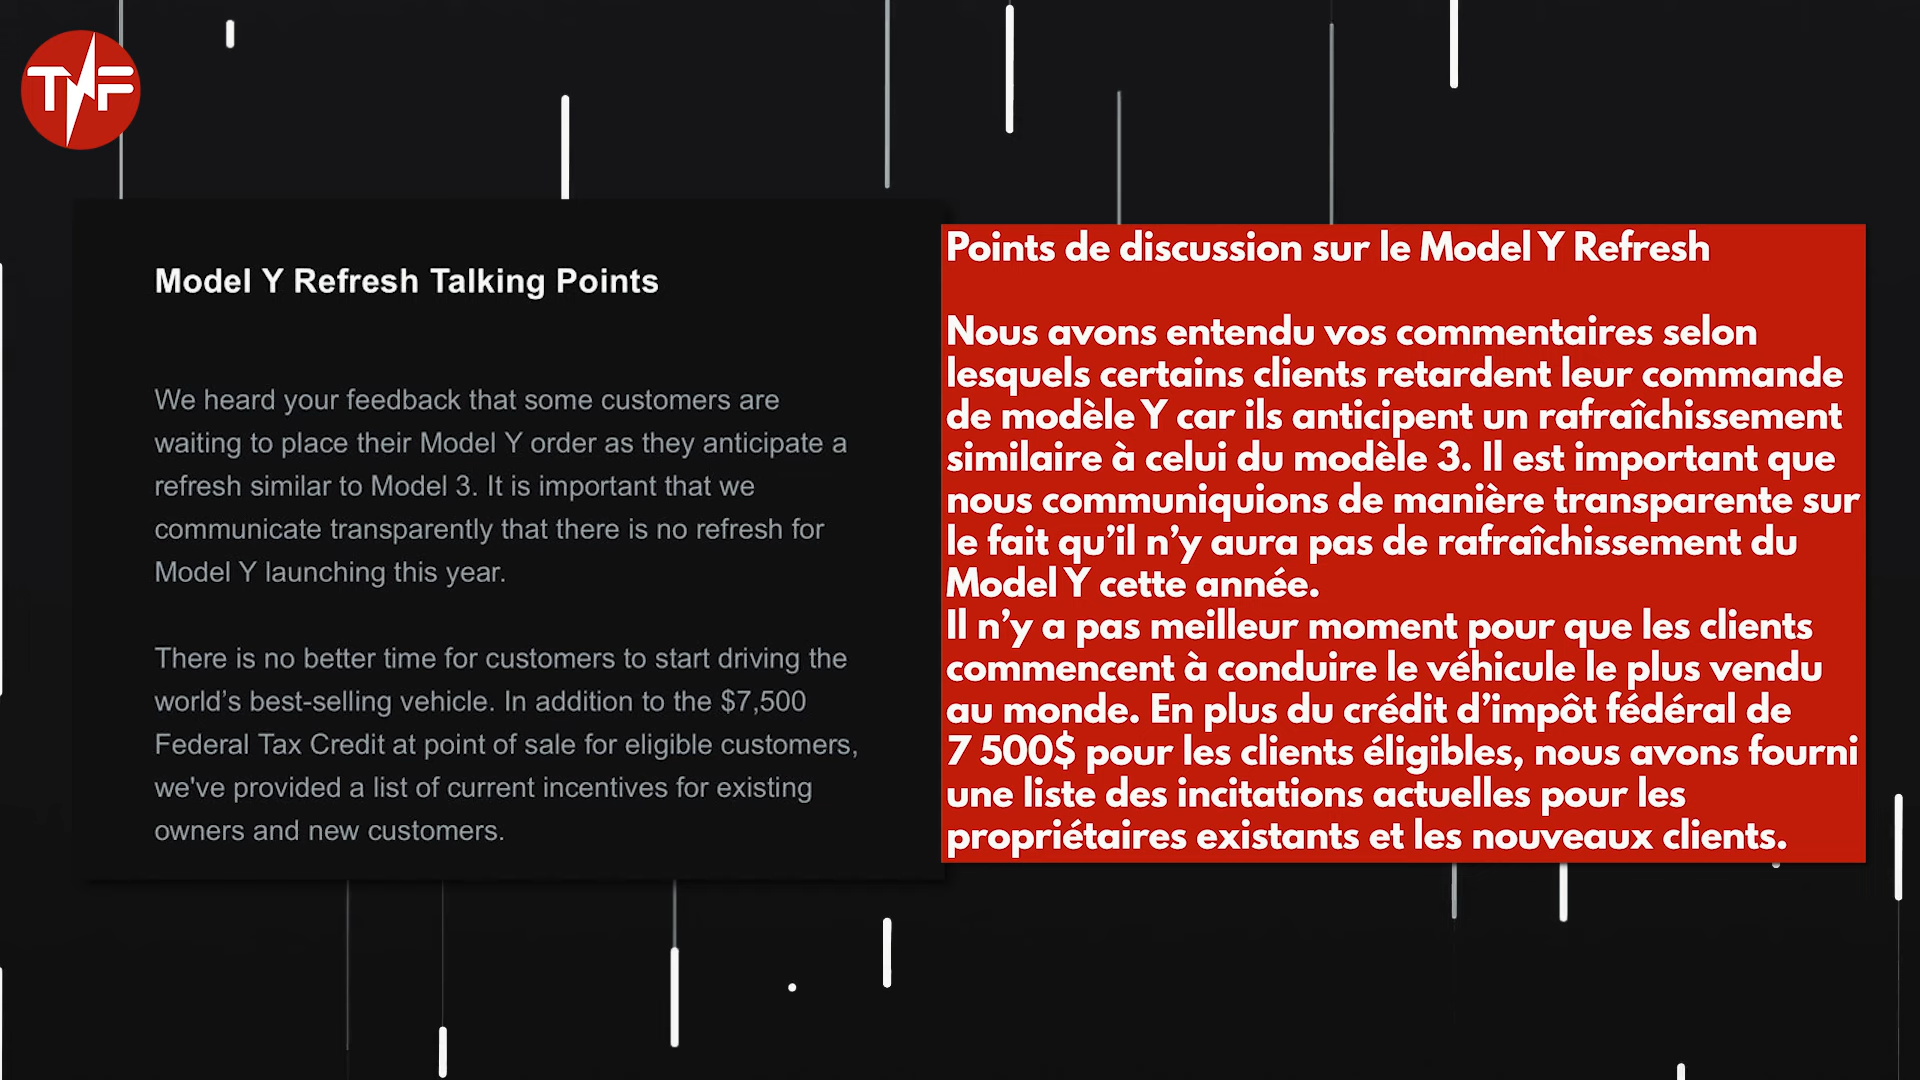 TNF
Model Y Refresh Talking Points
We heard your feedback that some customers are
waiting to place their Model Y order as they anticipate a
refresh similar to Model 3. It is important that we
communicate transparently that there is no refresh for
Model Y launching this year.
There is no better time for customers to start driving the
world’s best-selling vehicle. In addition to the $7,500
Federal Tax Credit at point of sale for eligible customers,
we've provided a list of current incentives for existing
owners and new customers.
Points de discussion sur le Model Y Refresh
Nous avons entendu vos commentaires selon
lesquels certains clients retardent leur commande
de modèle Y car ils anticipent un rafraîchissement
similaire à celui du modèle 3. Il est important que
nous communiquions de manière transparente sur
le fait qu’il n’y aura pas de rafraîchissement du
Model Y cette année.
Il n’y a pas meilleur moment pour que les clients
commencent à conduire le véhicule le plus vendu
au monde. En plus du crédit d’impôt fédéral de
7 500$ pour les clients éligibles, nous avons fourni
une liste des incitations actuelles pour les
propriétaires existants et les nouveaux clients.